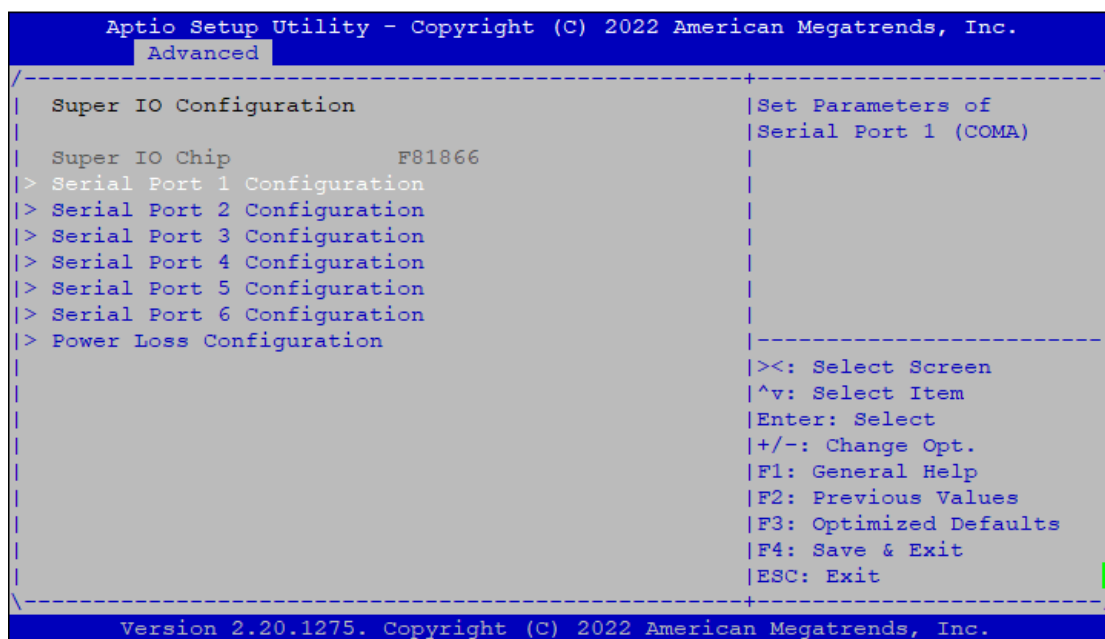 Aptio Setup Utility - Copyright (C) 2022 American Megatrends, Inc.
Advanced
/----------------------------------------------------+-------------------------\
| Super IO Configuration |Set Parameters of
| |Serial Port 1 (COMA)
| Super IO Chip F81866 |
|> Serial Port 1 Configuration |
|> Serial Port 2 Configuration |
|> Serial Port 3 Configuration |
|> Serial Port 4 Configuration |
|> Serial Port 5 Configuration |
|> Serial Port 6 Configuration |
|> Power Loss Configuration |-------------------------
| |><: Select Screen
| |^v: Select Item
| |Enter: Select
| |+/-: Change Opt.
| |F1: General Help
| |F2: Previous Values
| |F3: Optimized Defaults
| |F4: Save & Exit
| |ESC: Exit
\----------------------------------------------------+-------------------------/
Version 2.20.1275. Copyright (C) 2022 American Megatrends, Inc.